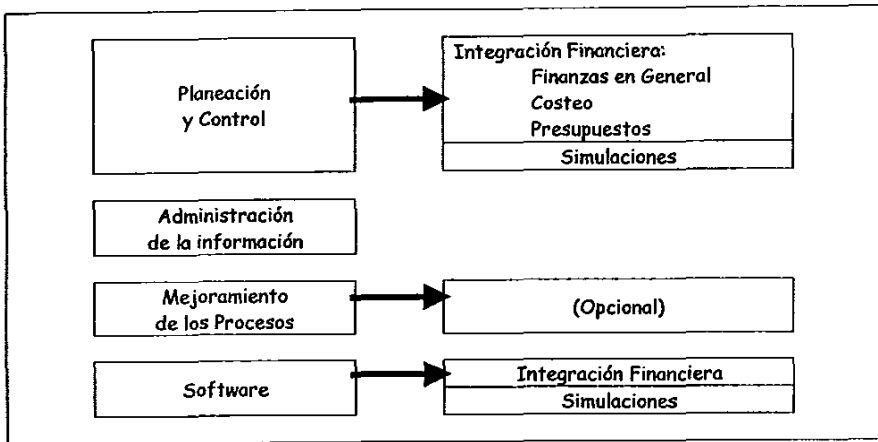 Planeación
y Control
Integración Financiera:
Finanzas en General
Costeo
Presupuestos
Simulaciones
Administración
de la información
Mejoramiento
de los Procesos
(Opcional)
Software
Integración Financiera
Simulaciones